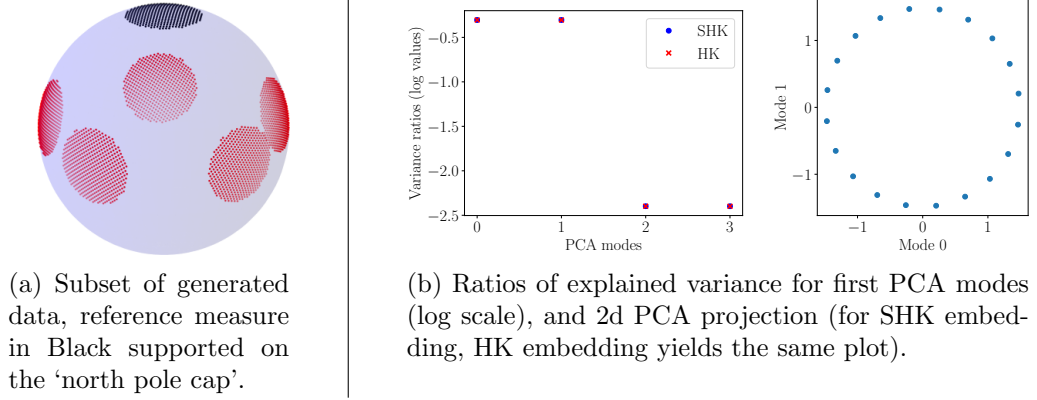 (a) Subset of generated
data, reference measure
in Black supported on
the ‘north pole cap’.
Variance ratios (log values)
−0.5
−1.0
−1.5
−2.0
−2.5
0
1
2
3
PCA modes
SHK
HK
Mode 1
1
0
−1
−1
0
1
Mode 0
(b) Ratios of explained variance for first PCA modes
(log scale), and 2d PCA projection (for SHK embed-
ding, HK embedding yields the same plot).